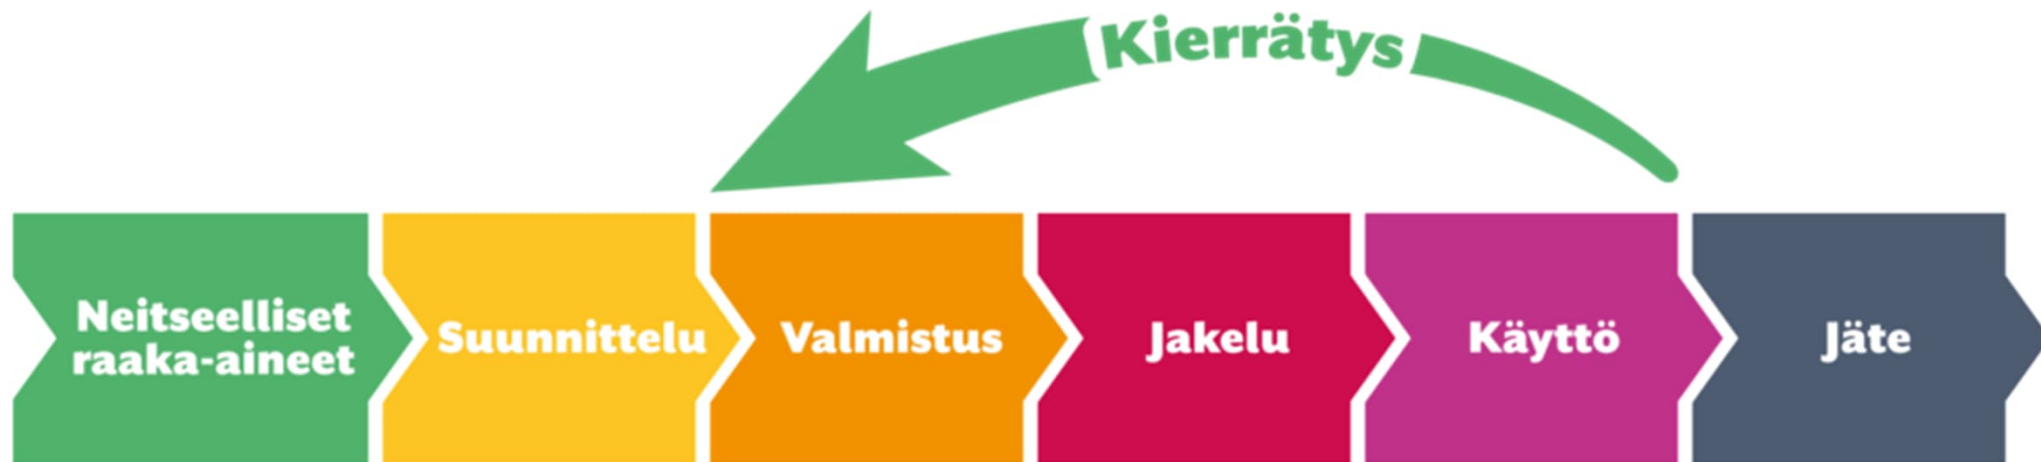 Kierrätys
Neitseelliset
raaka-aineet
Suunnittelu
Valmistus
Jakelu
Käyttö
Jäte